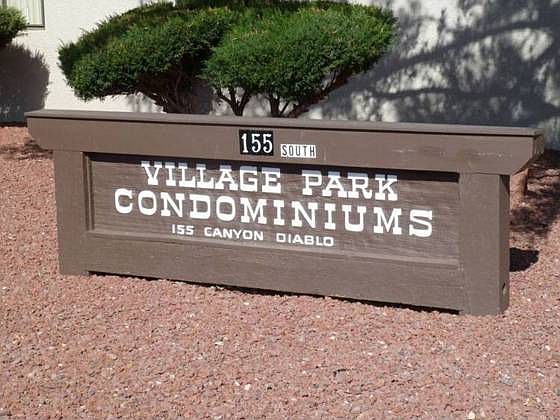 155 SOUTH
VILLAGE PARK
CONDOMINIUMS
155 CANYON DIABLO